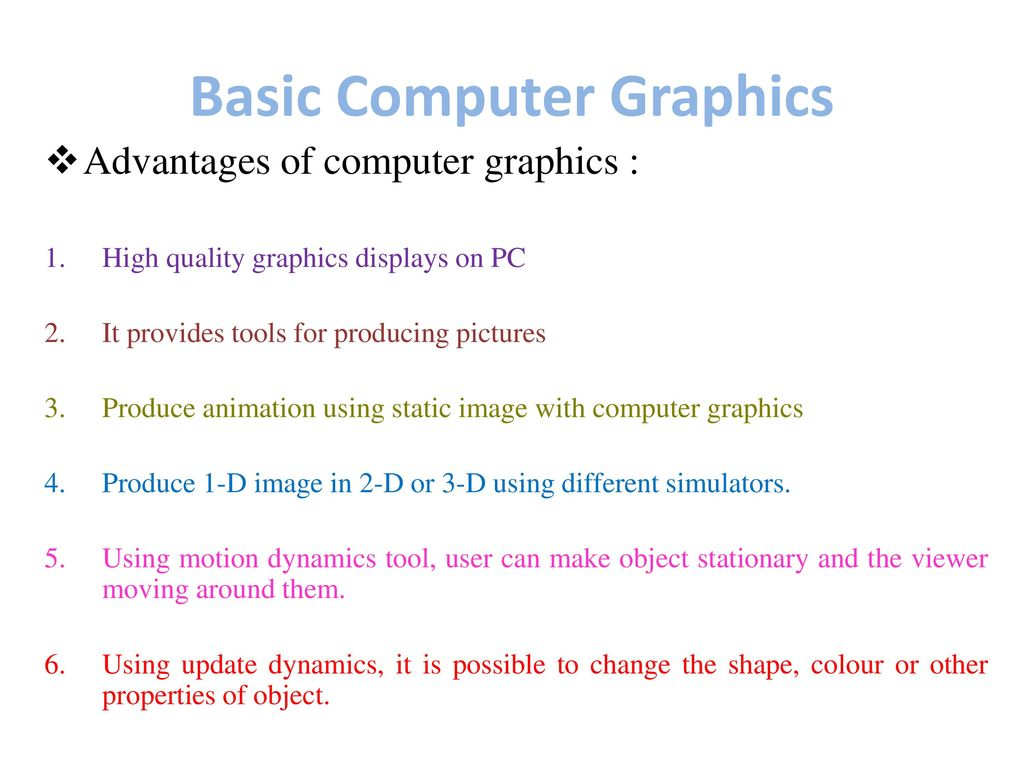 Basic Computer Graphics
❖Advantages of computer graphics :
1. High quality graphics displays on PC
2. It provides tools for producing pictures
3. Produce animation using static image with computer graphics
4. Produce 1-D image in 2-D or 3-D using different simulators.
5. Using motion dynamics tool, user can make object stationary and the viewer
moving around them.
6. Using update dynamics, it is possible to change the shape, colour or other
properties of object.